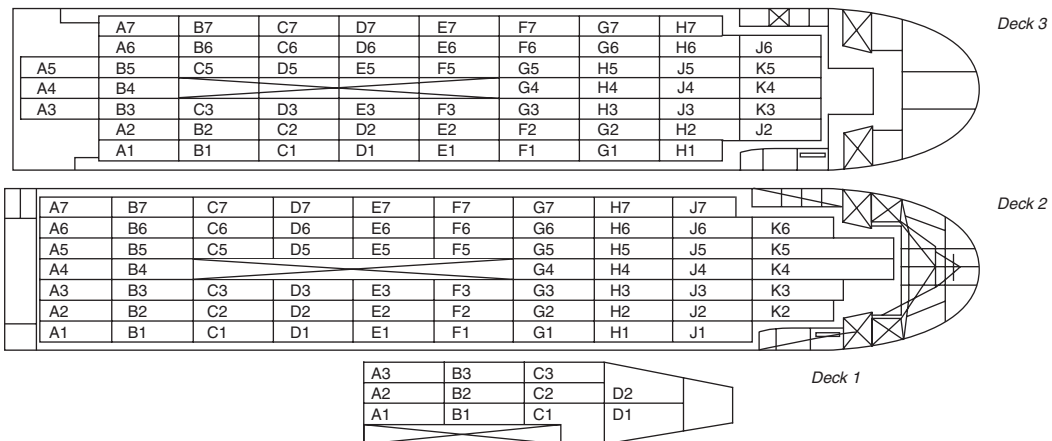 Deck 3
A7 B7 C7 D7 E7 F7 G7 H7
A6 B6 C6 D6 E6 F6 G6 H6 J6
A5 B5 C5 D5 E5 F5 G5 H5 J5 K5
A4 B4 G4 H4 J4 K4
A3 B3 C3 D3 E3 F3 G3 H3 J3 K3
A2 B2 C2 D2 E2 F2 G2 H2 J2
A1 B1 C1 D1 E1 F1 G1 H1
Deck 2
A7 B7 C7 D7 E7 F7 G7 H7 J7
A6 B6 C6 D6 E6 F6 G6 H6 J6 K6
A5 B5 C5 D5 E5 F5 G5 H5 J5 K5
A4 B4 G4 H4 J4 K4
A3 B3 C3 D3 E3 F3 G3 H3 J3 K3
A2 B2 C2 D2 E2 F2 G2 H2 J2 K2
A1 B1 C1 D1 E1 F1 G1 H1 J1
Deck 1
A3 B3 C3
A2 B2 C2 D2
A1 B1 C1 D1